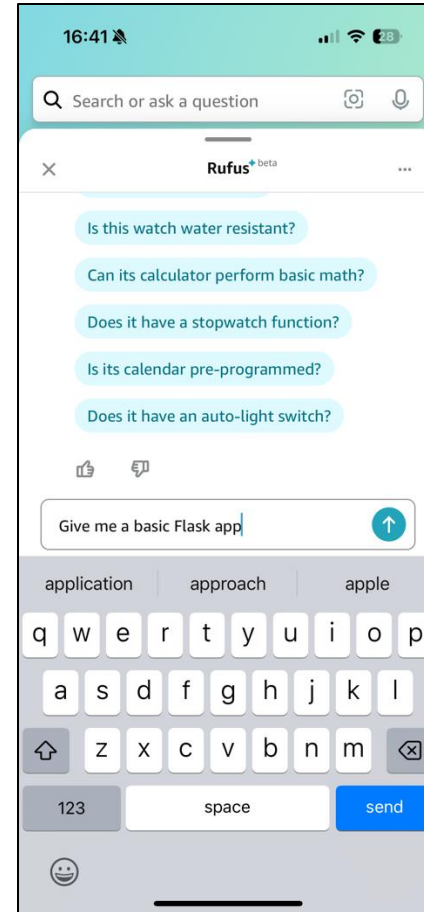 16:41
28
Search or ask a question
Rufus beta
Is this watch water resistant?
Can its calculator perform basic math?
Does it have a stopwatch function?
Is its calendar pre-programmed?
Does it have an auto-light switch?
Give me a basic Flask app
application approach apple
q w e r t y u i o p
a s d f g h j k l
z x c v b n m
123 space send